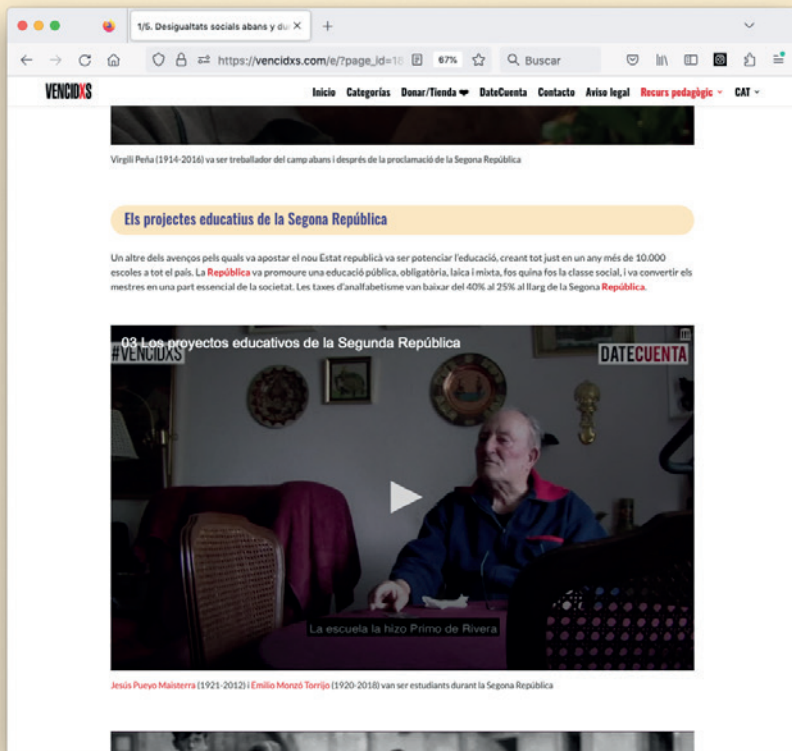 1/5. Desigualtats socials abans y du
https://vencidxs.com/e/?page_id=18
67%
Buscar
VENCIDXS
Inicio Categorías Donar/Tienda DateCuenta Contacto Aviso legal Recurs pedagògic CAT
Virgili Peña (1914-2016) va ser treballador del camp abans i després de la proclamació de la Segona República
Els projectes educatius de la Segona República
Un altre dels avenços pels quals va apostar el nou Estat republicà va ser potenciar l'educació, creant tot just en un any més de 10.000
escoles a tot el país. La República va promoure una educació pública, obligatòria, laica i mixta, fos quina fos la classe social, i va convertir els
mestres en una part essencial de la societat. Les taxes d'analfabetisme van baixar del 40% al 25% al llarg de la Segona República.
03 Los proyectos educativos de la Segunda República
#VENCIDXS
DATECUENTA
La escuela la hizo Primo de Rivera
Jesús Pueyo Maisterra (1921-2012) i Emilio Monzó Torrijo (1920-2018) van ser estudiants durant la Segona República